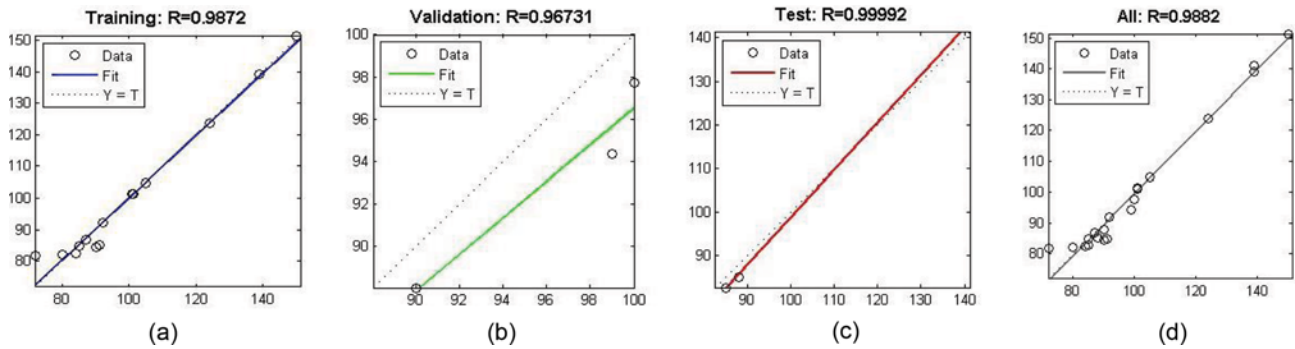 Training: R=0.9872
150
140
130
120
110
100
90
80
Data
Fit
Y = T
80 100 120 140
(a)
Validation: R=0.96731
100
98
96
94
92
90
Data
Fit
Y = T
90 92 94 96 98 100
(b)
Test: R=0.99992
140
130
120
110
100
90
Data
Fit
Y = T
90 100 110 120 130 140
(c)
All: R=0.9882
150
140
130
120
110
100
90
80
Data
Fit
Y = T
80 100 120 140
(d)